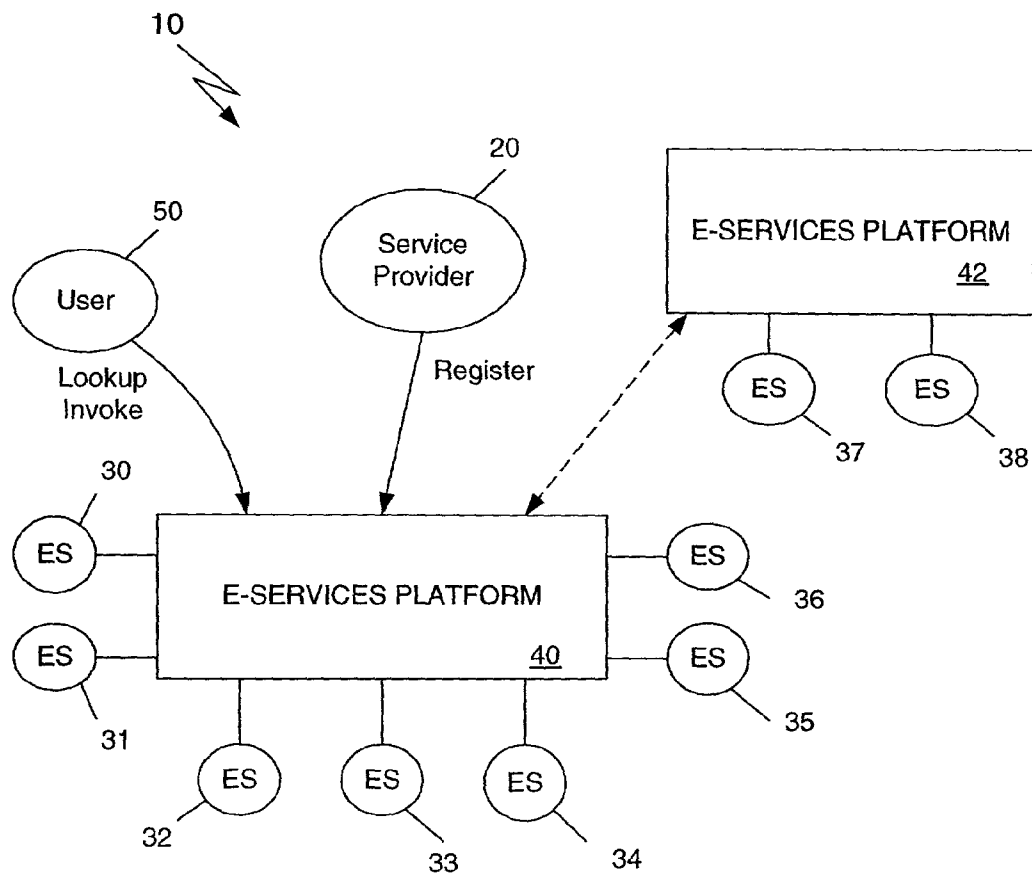 10
20
50
Service
Provider
E-SERVICES PLATFORM
42
User
Lookup
Invoke
Register
ES
ES
37
38
30
ES
ES
36
E-SERVICES PLATFORM
40
ES
ES
31
35
ES
ES
ES
32
33
34